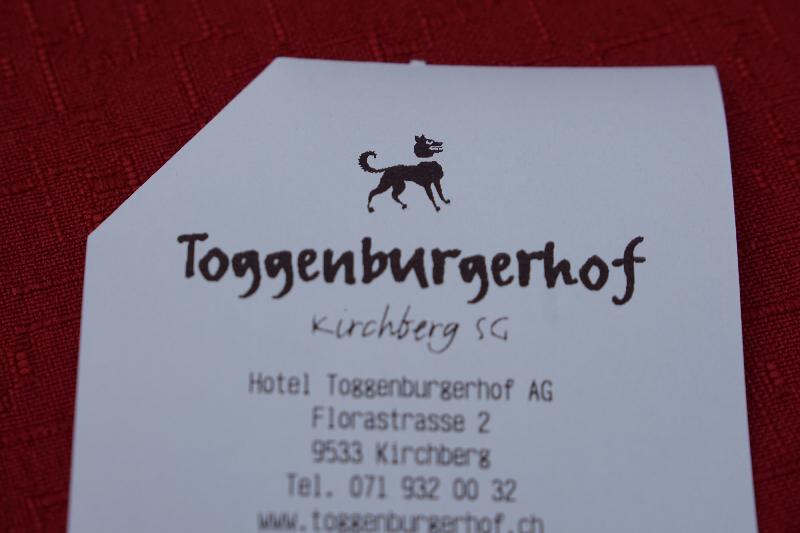 Toggenburgerhof
Kirchberg SG
Hotel Toggenburgerhof AG
Florastrasse 2
9533 Kirchberg
Tel. 071 932 00 32
www.toggenburgerhof.ch